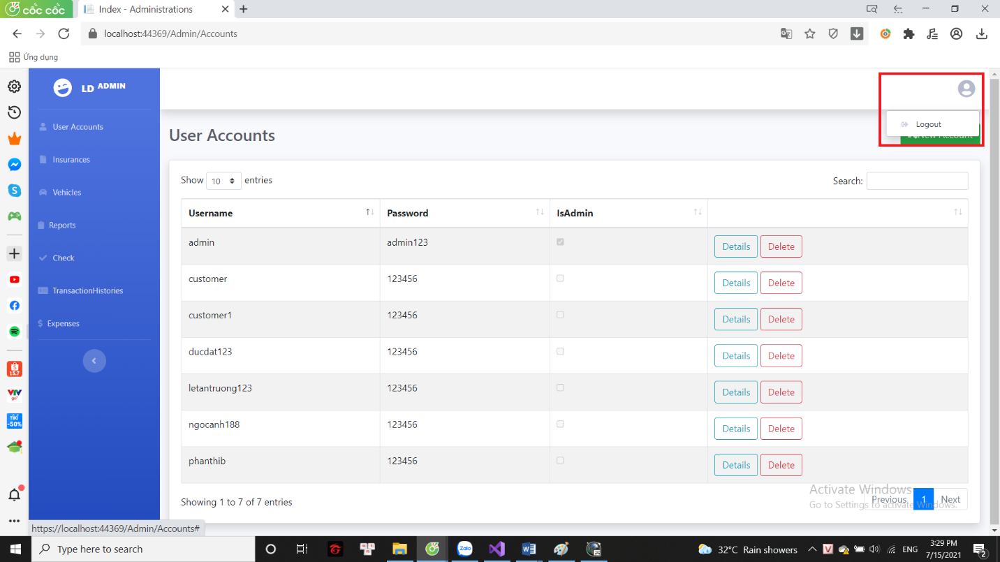 cốc cốc
Index - Administrations
localhost:44369/Admin/Accounts
Ứng dụng
LD ADMIN
User Accounts
Insurances
Vehicles
Reports
Check
TransactionHistories
Expenses
Logout
User Accounts
New Account
Show 10 entries
Search:
Username Password IsAdmin
admin admin123 Details Delete
customer 123456 Details Delete
customer1 123456 Details Delete
ducdat123 123456 Details Delete
letantruong123 123456 Details Delete
ngocanh188 123456 Details Delete
phanthib 123456 Details Delete
Showing 1 to 7 of 7 entries
Previous 1 Next
Activate Windows
Go to Settings to activate Windows.
15.7
VTV
go
TIKI
-50%
https://localhost:44369/Admin/Accounts#
Type here to search
Zalo
32°C Rain showers
ENG
3:29 PM
7/15/2021
2